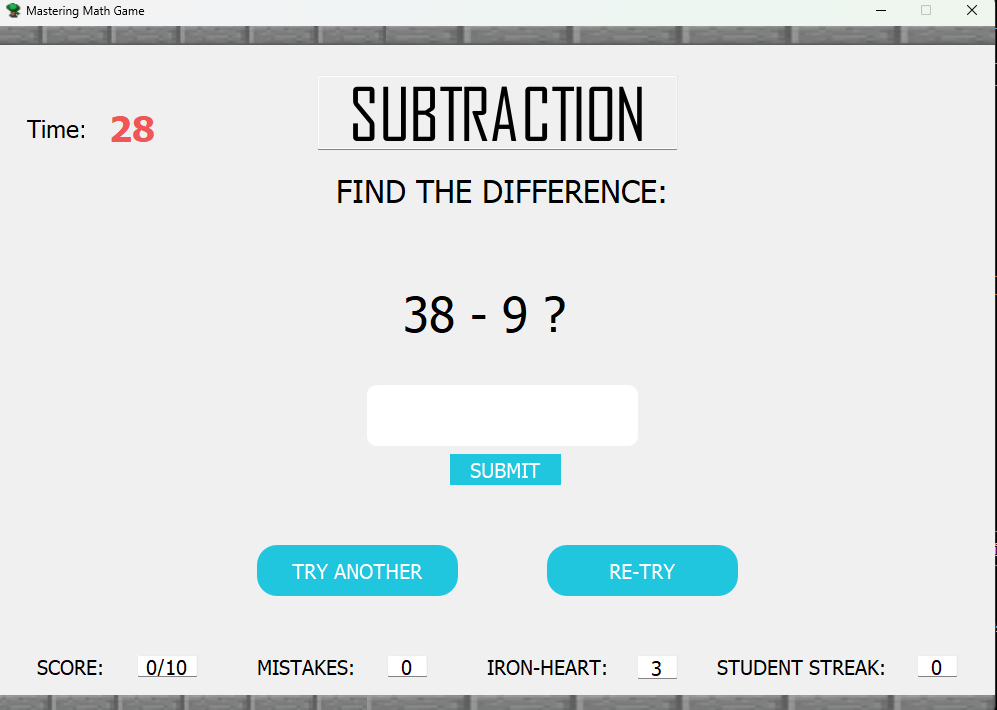 Mastering Math Game
SUBTRACTION
Time: 28
FIND THE DIFFERENCE:
38 - 9 ?
SUBMIT
TRY ANOTHER
RE-TRY
SCORE: 0/10 MISTAKES: 0 IRON-HEART: 3 STUDENT STREAK: 0